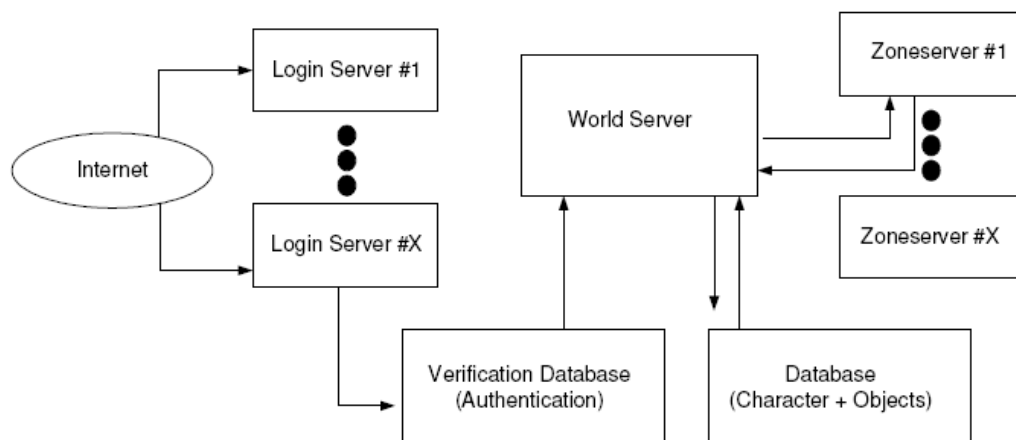 Login Server #1
Zoneserver #1
World Server
Internet
Login Server #X
Zoneserver #X
Verification Database
(Authentication)
Database
(Character + Objects)